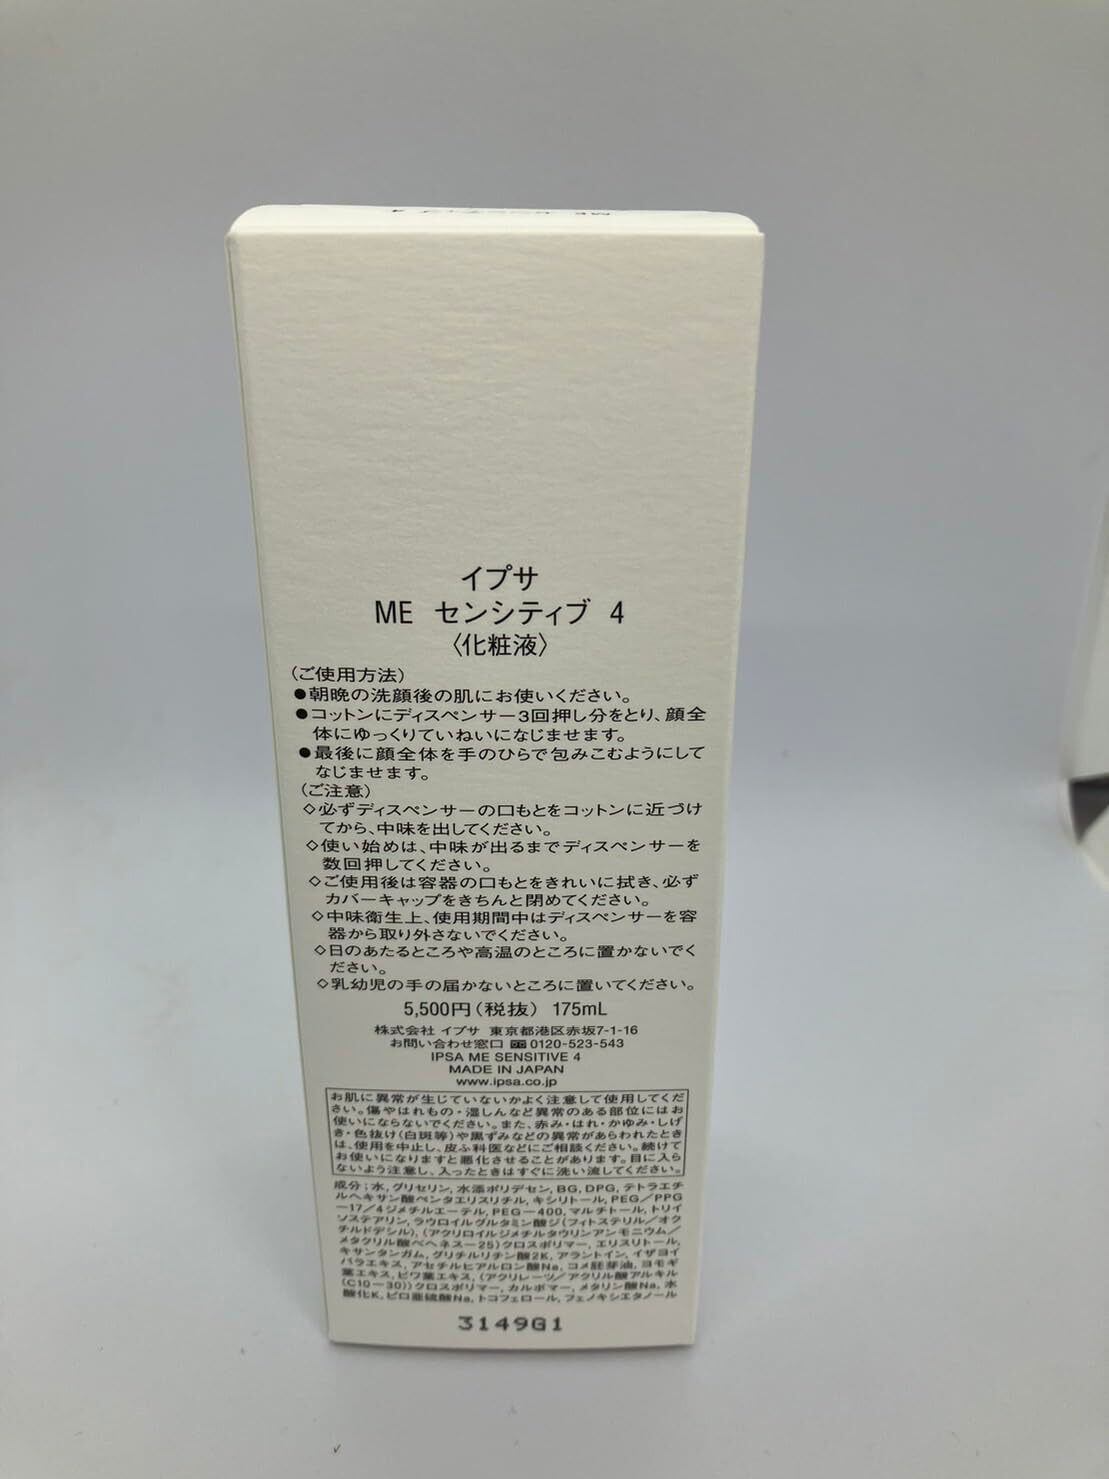 イプサ
ME センシティブ 4
〈化粧液〉
(ご使用方法)
●朝晩の洗顔後の肌にお使いください。
●コットンにディスペンサー3回押し分をとり、顔全
体にゆっくりていねいになじませます。
●最後に顔全体を手のひらで包みこむようにして
なじませます。
(ご注意)
◇必ずディスペンサーの口もとをコットンに近づけ
てから、中味を出してください。
◇使い始めは、中味が出るまでディスペンサーを
数回押してください。
◇ご使用後は容器の口もとをきれいに拭き、必ず
カバーキャップをきちんと閉めてください。
◇中味衛生上、使用期間中はディスペンサーを容
器から取り外さないでください。
◇日のあたるところや高温のところに置かないでく
ださい。
◇乳幼児の手の届かないところに置いてください。
5,500円(税抜) 175mL
株式会社 イプサ 東京都港区赤坂7-1-16
お問い合わせ窓口 0120-523-543
IPSA ME SENSITIVE 4
MADE IN JAPAN
www.ipsa.co.jp
お肌に異常が生じていないかよく注意して使用してくだ
さい。傷やはれもの・湿しんなど異常のある部位にはお
使いにならないでください。また、赤み・はれ・かゆみ・しげ
き・色抜け(白斑等)や黒ずみなどの異常があらわれたとき
は、使用を中止し、皮ふ科医などにご相談ください。続けて
お使いになりますと悪化させることがあります。目に入ら
ないよう注意し、入ったときはすぐに洗い流してください。
成分;水,グリセリン,水添ポリデセン,BG,DPG,テトラエチ
ルヘキサン酸ペンタエリスリチル,キシリトール,PEG/PPG
-17/4ジメチルエーテル,PEG-400,マルチトール,トリイ
ソステアリン,ラウロイルグルタミン酸ジ(フィトステリル/オク
チルドデシル),(アクリロイルジメチルタウリンアンモニウム/
メタクリル酸ベヘネス-25)クロスポリマー,エリスリトール,
キサンタンガム,グリチルリチン酸2K,アラントイン,イザヨイ
バラエキス,アセチルヒアルロン酸Na,コメ胚芽油,ヨモギ
葉エキス,ビワ葉エキス,(アクリレーツ/アクリル酸アルキル
(C10-30))クロスポリマー,カルボマー,メタリン酸Na,水
酸化K,ピロ亜硫酸Na,トコフェロール,フェノキシエタノール
3149G1